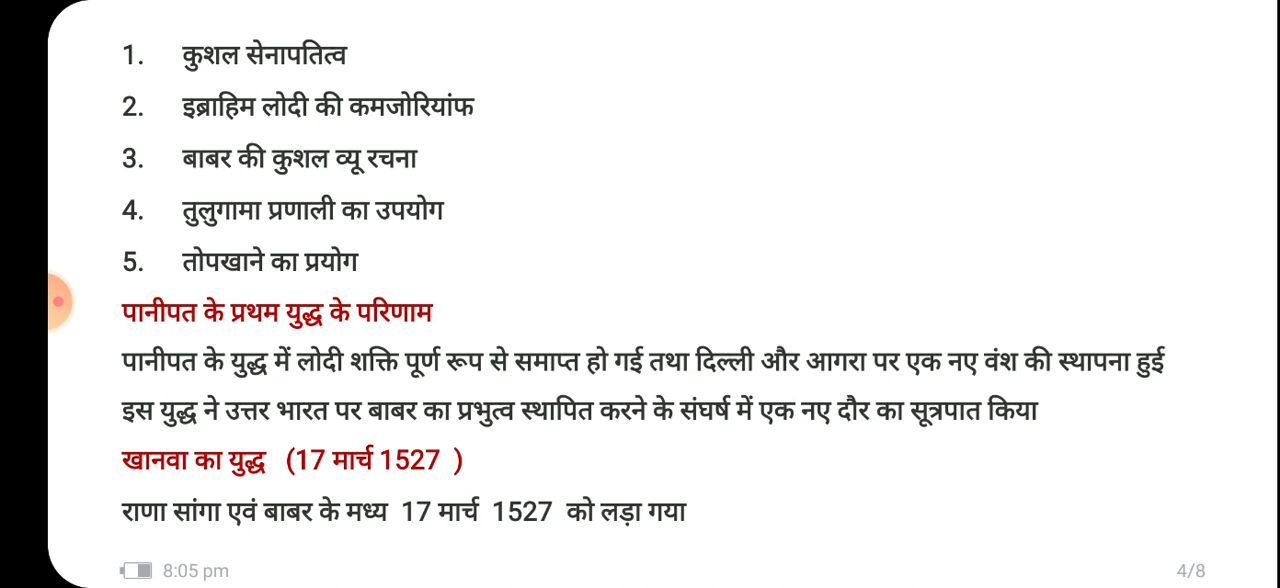 1. कुशल सेनापतित्व
2. इब्राहिम लोदी की कमजोरियांफ
3. बाबर की कुशल व्यू रचना
4. तुलुगामा प्रणाली का उपयोग
5. तोपखाने का प्रयोग
पानीपत के प्रथम युद्ध के परिणाम
पानीपत के युद्ध में लोदी शक्ति पूर्ण रूप से समाप्त हो गई तथा दिल्ली और आगरा पर एक नए वंश की स्थापना हुई
इस युद्ध ने उत्तर भारत पर बाबर का प्रभुत्व स्थापित करने के संघर्ष में एक नए दौर का सूत्रपात किया
खानवा का युद्ध (17 मार्च 1527 )
राणा सांगा एवं बाबर के मध्य 17 मार्च 1527 को लड़ा गया
8:05 pm 4/8